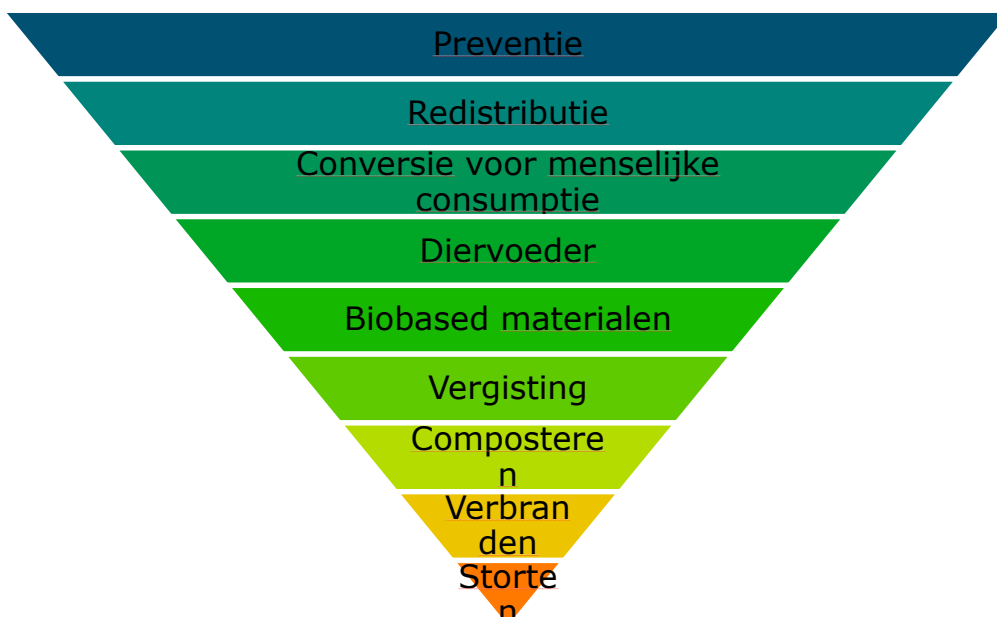 Preventie
Redistributie
Conversie voor menselijke
consumptie
Diervoeder
Biobased materialen
Vergisting
Compostere
n
Verbran
den
Storte
n